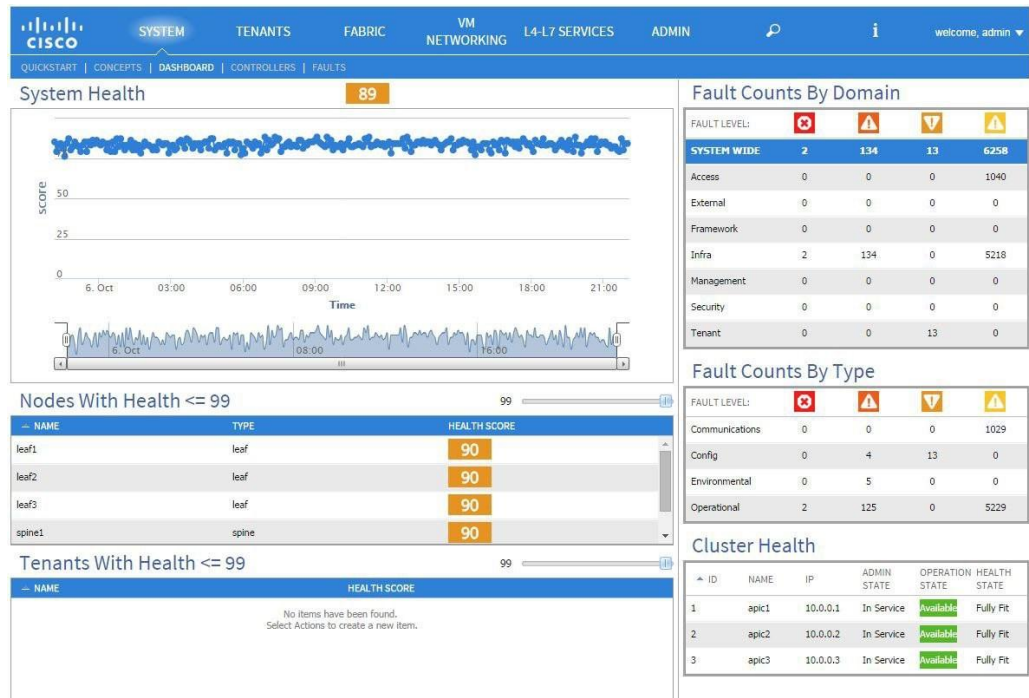 CISCO
SYSTEM TENANTS FABRIC VM NETWORKING L4-L7 SERVICES ADMIN i welcome, admin
QUICKSTART | CONCEPTS | DASHBOARD | CONTROLLERS | FAULTS
System Health 89
score
50
25
0
6. Oct 03:00 06:00 09:00 12:00 15:00 18:00 21:00
Time
6. Oct 08:00 16:00
Nodes With Health <= 99 99
NAME TYPE HEALTH SCORE
leaf1 leaf 90
leaf2 leaf 90
leaf3 leaf 90
spine1 spine 90
Tenants With Health <= 99 99
NAME HEALTH SCORE
No items have been found.
Select Actions to create a new item.
Fault Counts By Domain
FAULT LEVEL:
SYSTEM WIDE 2 134 13 6258
Access 0 0 0 1040
External 0 0 0 0
Framework 0 0 0 0
Infra 2 134 0 5218
Management 0 0 0 0
Security 0 0 0 0
Tenant 0 0 13 0
Fault Counts By Type
FAULT LEVEL:
Communications 0 0 0 1029
Config 0 4 13 0
Environmental 0 5 0 0
Operational 2 125 0 5229
Cluster Health
ID NAME IP ADMIN STATE OPERATION STATE HEALTH STATE
1 apic1 10.0.0.1 In Service Available Fully Fit
2 apic2 10.0.0.2 In Service Available Fully Fit
3 apic3 10.0.0.3 In Service Available Fully Fit